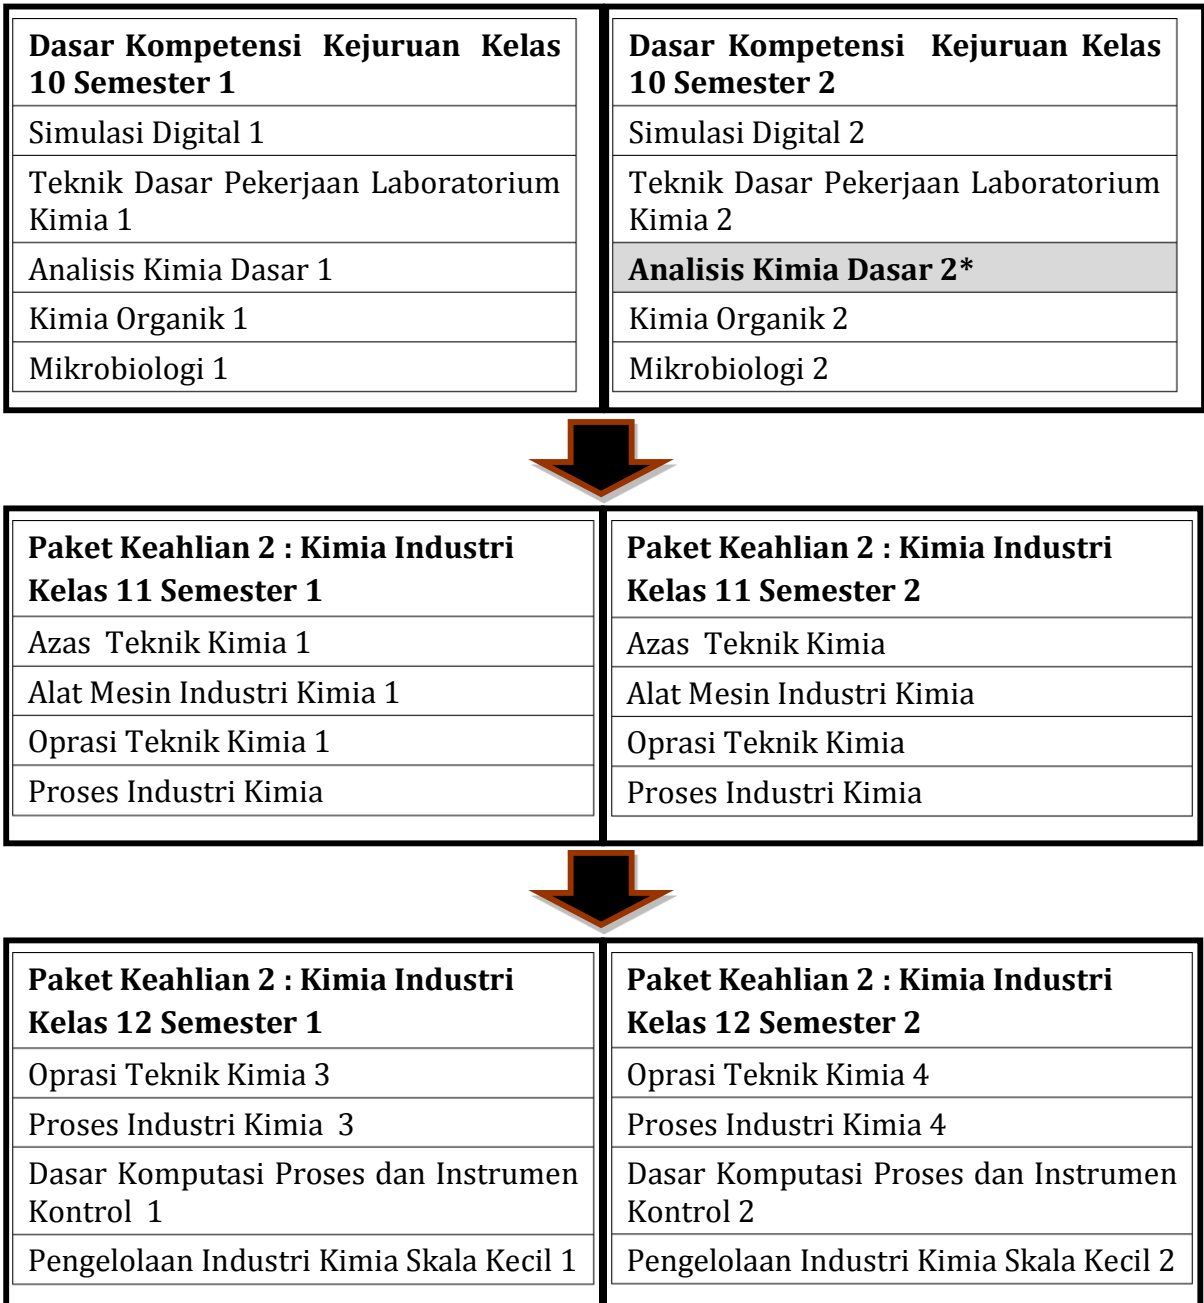 Dasar Kompetensi Kejuruan Kelas
10 Semester 1
Simulasi Digital 1
Teknik Dasar Pekerjaan Laboratorium
Kimia 1
Analisis Kimia Dasar 1
Kimia Organik 1
Mikrobiologi 1
Dasar Kompetensi Kejuruan Kelas
10 Semester 2
Simulasi Digital 2
Teknik Dasar Pekerjaan Laboratorium
Kimia 2
Analisis Kimia Dasar 2*
Kimia Organik 2
Mikrobiologi 2
Paket Keahlian 2 : Kimia Industri
Kelas 11 Semester 1
Azas Teknik Kimia 1
Alat Mesin Industri Kimia 1
Oprasi Teknik Kimia 1
Proses Industri Kimia
Paket Keahlian 2 : Kimia Industri
Kelas 11 Semester 2
Azas Teknik Kimia
Alat Mesin Industri Kimia
Oprasi Teknik Kimia
Proses Industri Kimia
Paket Keahlian 2 : Kimia Industri
Kelas 12 Semester 1
Oprasi Teknik Kimia 3
Proses Industri Kimia 3
Dasar Komputasi Proses dan Instrumen
Kontrol 1
Pengelolaan Industri Kimia Skala Kecil 1
Paket Keahlian 2 : Kimia Industri
Kelas 12 Semester 2
Oprasi Teknik Kimia 4
Proses Industri Kimia 4
Dasar Komputasi Proses dan Instrumen
Kontrol 2
Pengelolaan Industri Kimia Skala Kecil 2